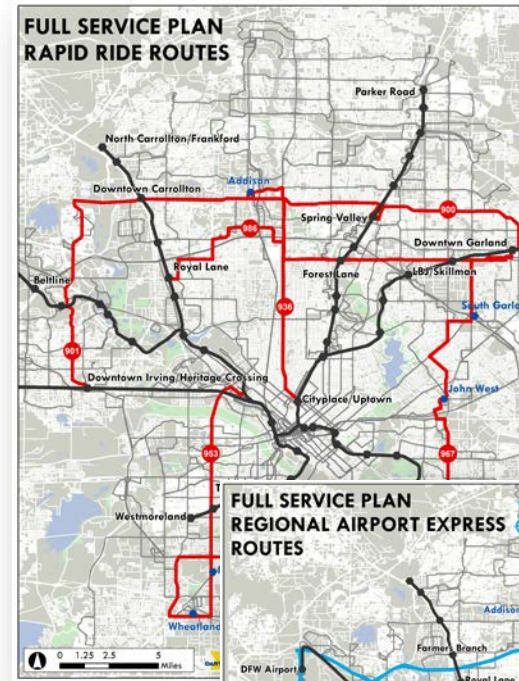 FULL SERVICE PLAN
RAPID RIDE ROUTES
Parker Road
North Carrollton/Frankford
Addison
Downtown Carrollton
Spring Valley
900
986
Downtwn Garland
Royal Lane
Forest Lane
LBJ/Skillman
Beltline
936
South Garla
901
Downtown Irving/Heritage Crossing
John West
Cityplace/Uptown
953
967
Westmoreland
Wheatland
0 1.25 2.5 5
Miles
FULL SERVICE PLAN
REGIONAL AIRPORT EXPRESS
ROUTES
Addison
Farmers Branch
DFW Airport
Royal Lane